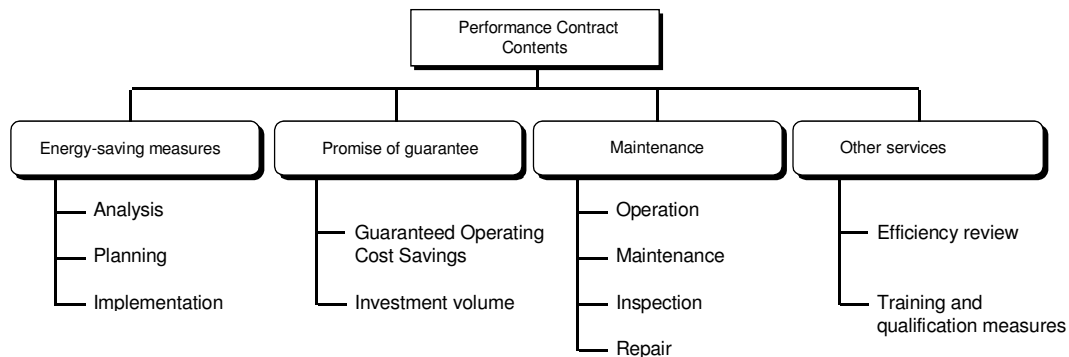 Performance Contract
Contents
Energy-saving measures
Promise of guarantee
Maintenance
Other services
Analysis
Planning
Implementation
Guaranteed Operating
Cost Savings
Investment volume
Operation
Maintenance
Inspection
Repair
Efficiency review
Training and
qualification measures